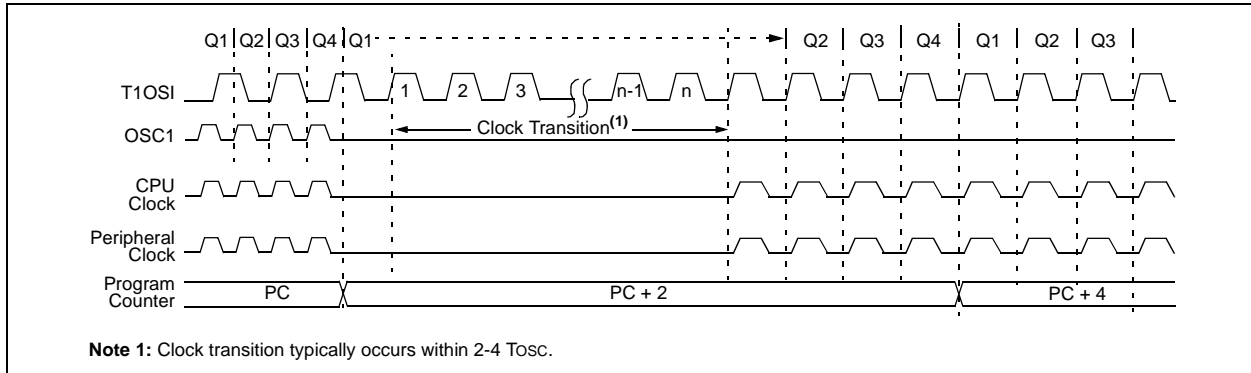 Q1 Q2 Q3 Q4 Q1 Q2 Q3 Q4 Q1 Q2 Q3
T1OSI 1 2 3 n-1 n
OSC1 Clock Transition(1)
CPU
Clock
Peripheral
Clock
Program
Counter PC PC + 2 PC + 4
Note 1: Clock transition typically occurs within 2-4 TOSC.